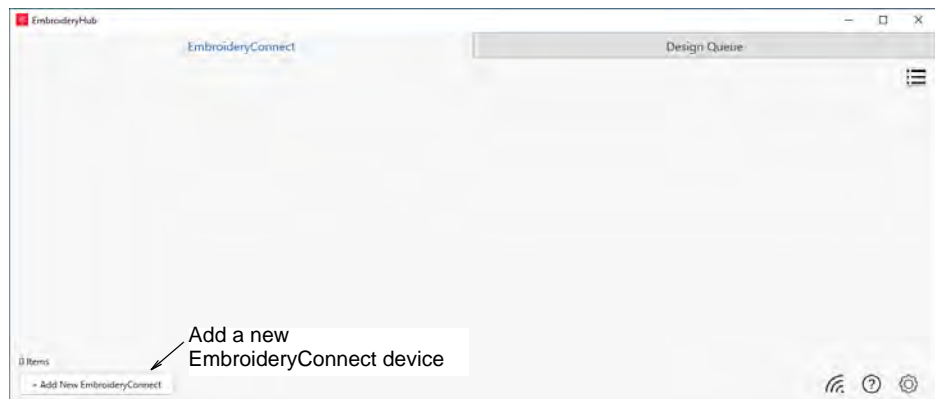 EmbroideryHub
EmbroideryConnect
Design Queue
Add a new
EmbroideryConnect device
0 Items
+ Add New EmbroideryConnect